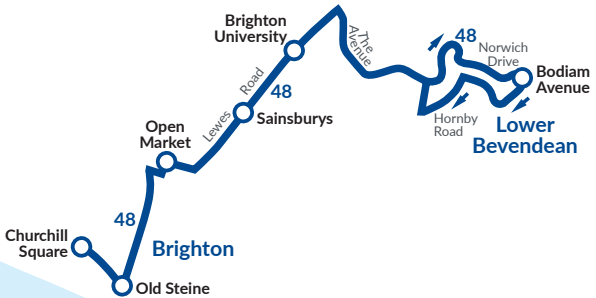 Brighton
University
The
Avenue
48
Norwich
Drive
Bodiam
Avenue
Road
48
Sainsburys
Lewes
Hornby
Road
Lower
Bevendean
Open
Market
48
Churchill
Square
Brighton
Old Steine